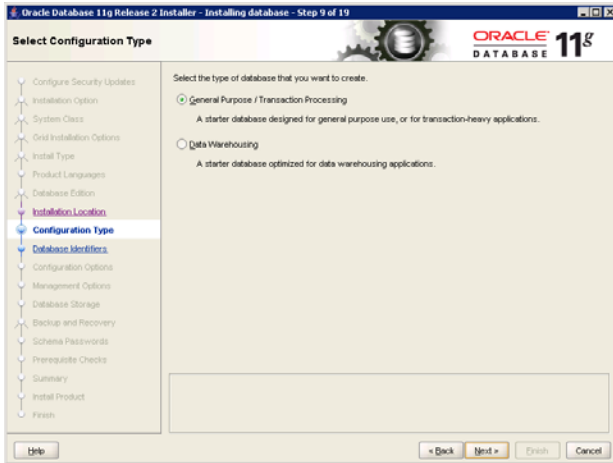 Oracle Database 11g Release 2 Installer - Installing database - Step 9 of 19
Select Configuration Type
ORACLE
DATABASE
11g
Configure Security Updates
Installation Option
System Class
Grid Installation Options
Install Type
Product Languages
Database Edition
Installation Location
Configuration Type
Database Identifiers
Configuration Options
Management Options
Database Storage
Backup and Recovery
Schema Passwords
Prerequisite Checks
Summary
Install Product
Finish
Select the type of database that you want to create.
General Purpose / Transaction Processing
A starter database designed for general purpose use, or for transaction-heavy applications.
Data Warehousing
A starter database optimized for data warehousing applications.
Help
< Back
Next >
Finish
Cancel